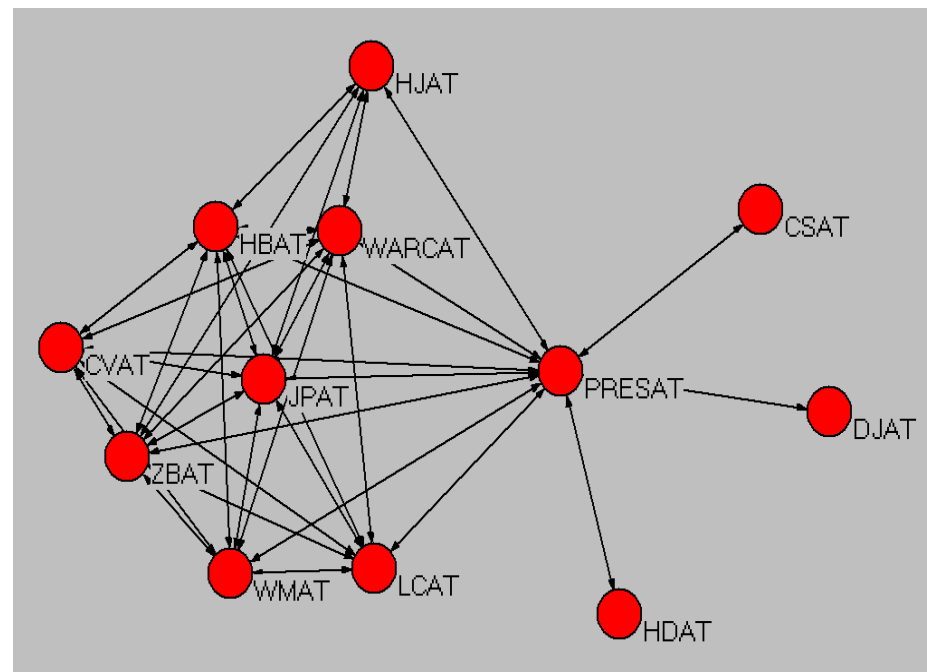 HJAT
CSAT
HBAT
WARCAT
CVAT
JPAT
PRESAT
DJAT
ZBAT
WMAT
LCAT
HDAT